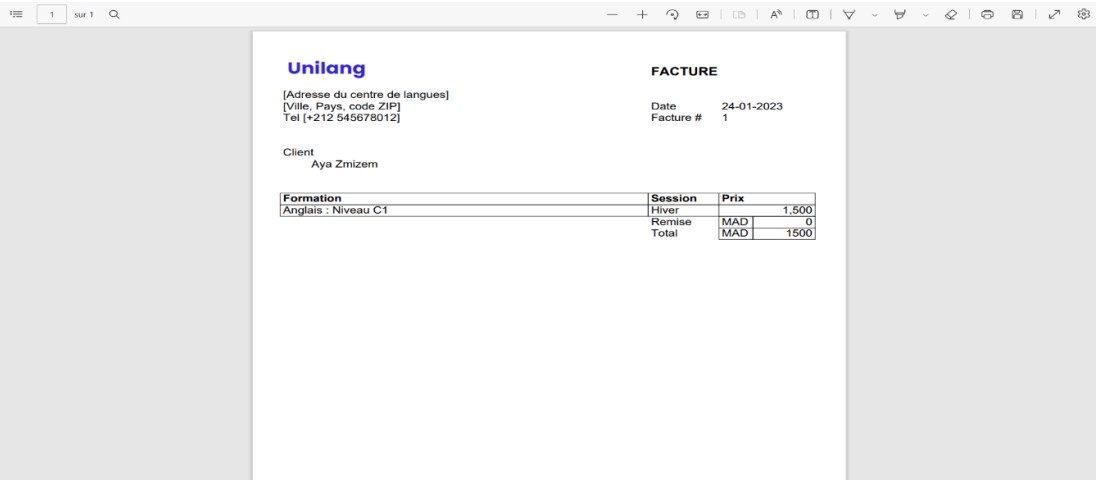 1 sur 1
Unilang
FACTURE
[Adresse du centre de langues]
[Ville, Pays, code ZIP]
Date 24-01-2023
Tel [+212 545678012]
Facture # 1
Client
Aya Zmizem
Formation Session Prix
Anglais : Niveau C1 Hiver 1,500
Remise MAD 0
Total MAD 1500